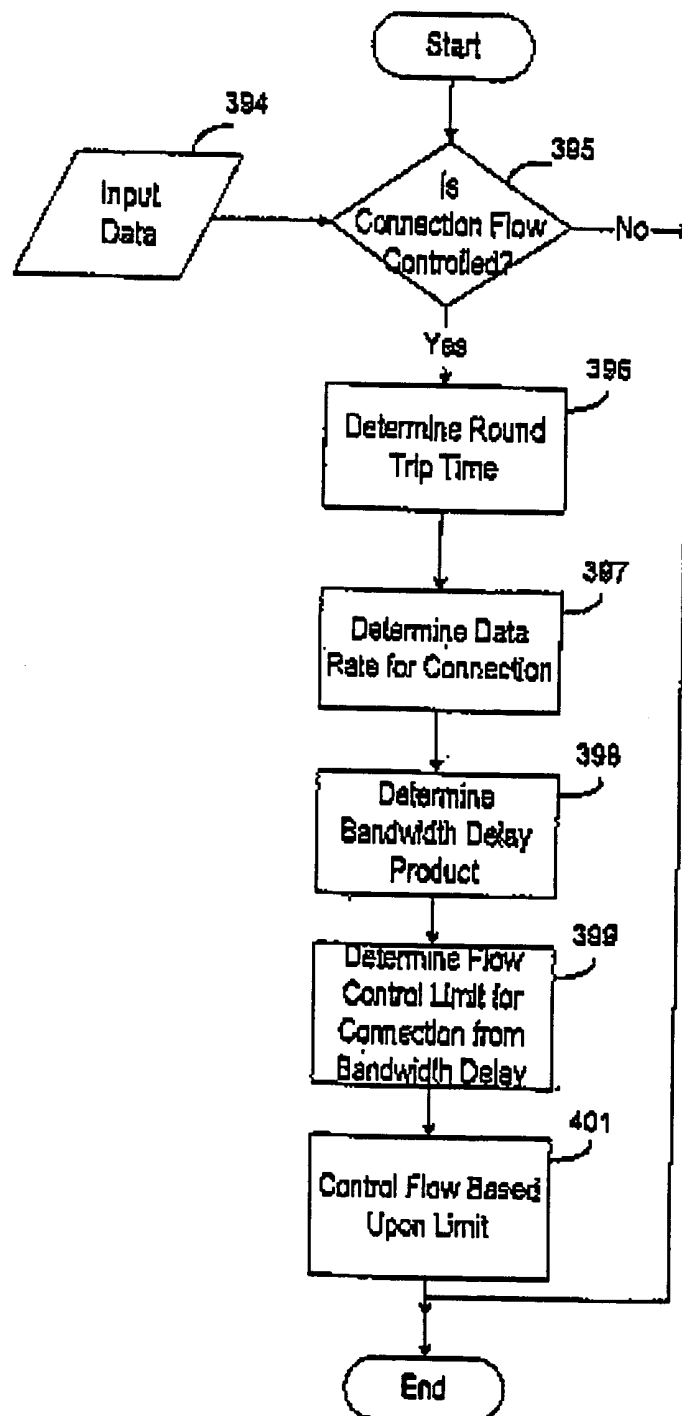 Start
394
Input
Data
395
Is
Connection Flow
Controlled?
No
Yes
396
Determine Round
Trip Time
397
Determine Data
Rate for Connection
398
Determine
Bandwidth Delay
Product
399
Determine Flow
Control Limit for
Connection from
Bandwidth Delay
401
Control Flow Based
Upon Limit
End